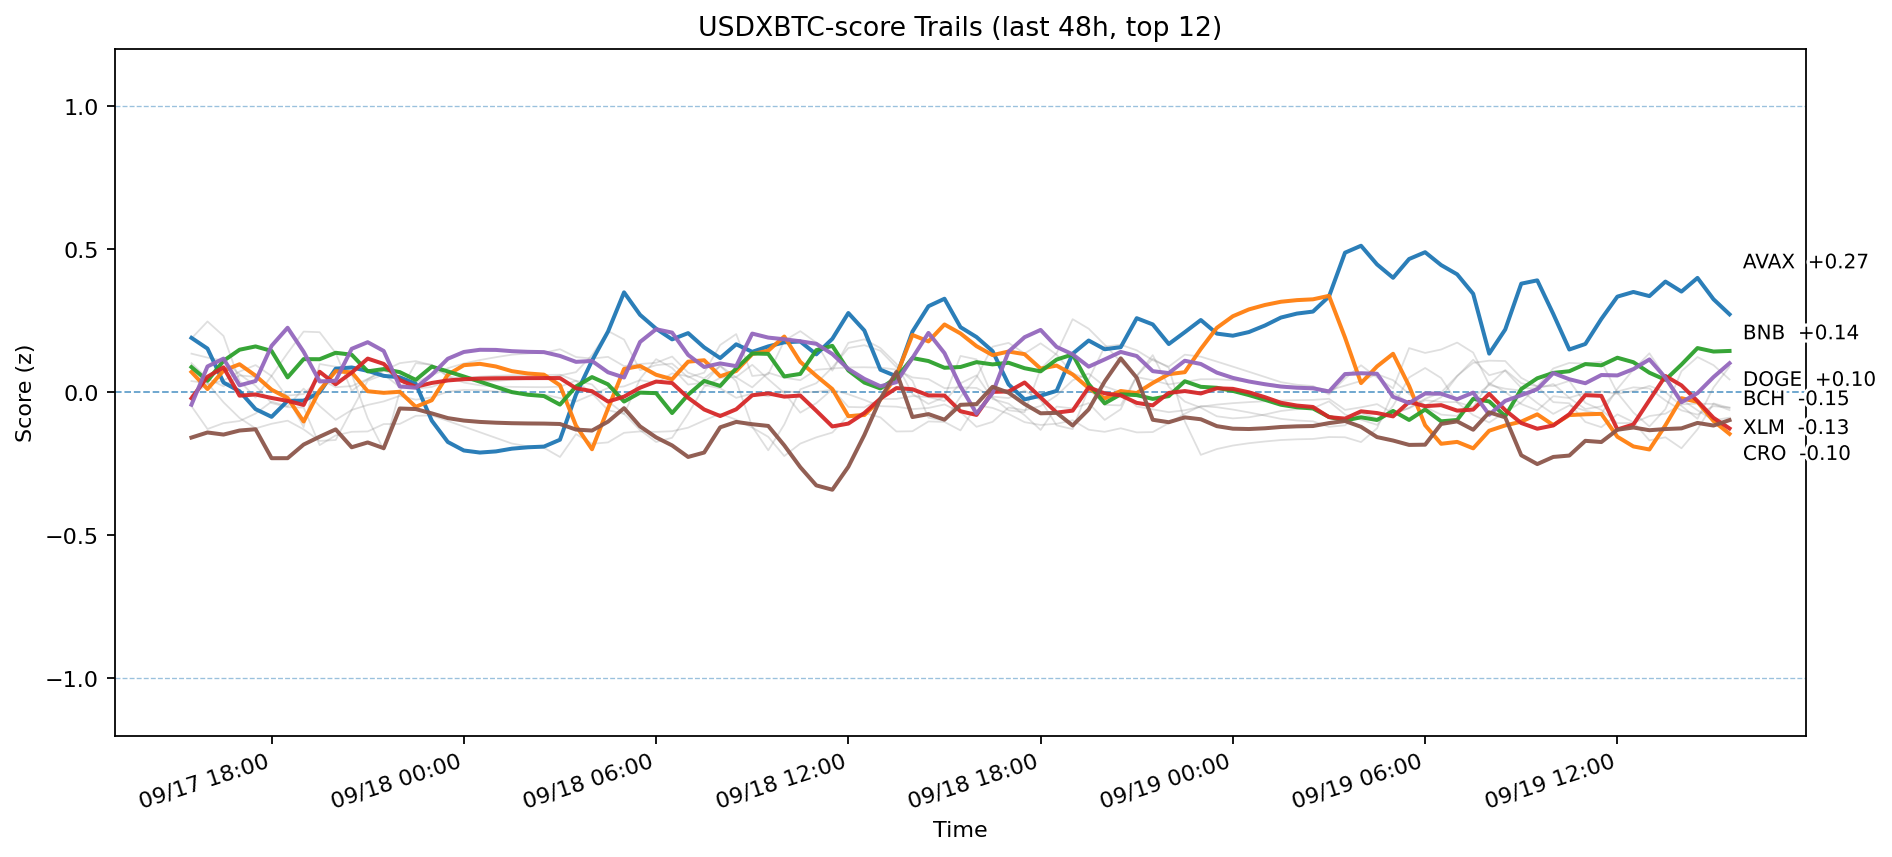 USDXBTC-score Trails (last 48h, top 12)
Score (z)
1.0
0.5
0.0
−0.5
−1.0
AVAX +0.27
BNB +0.14
DOGE +0.10
BCH -0.15
XLM -0.13
CRO -0.10
09/17 18:00
09/18 00:00
09/18 06:00
09/18 12:00
09/18 18:00
09/19 00:00
09/19 06:00
09/19 12:00
Time